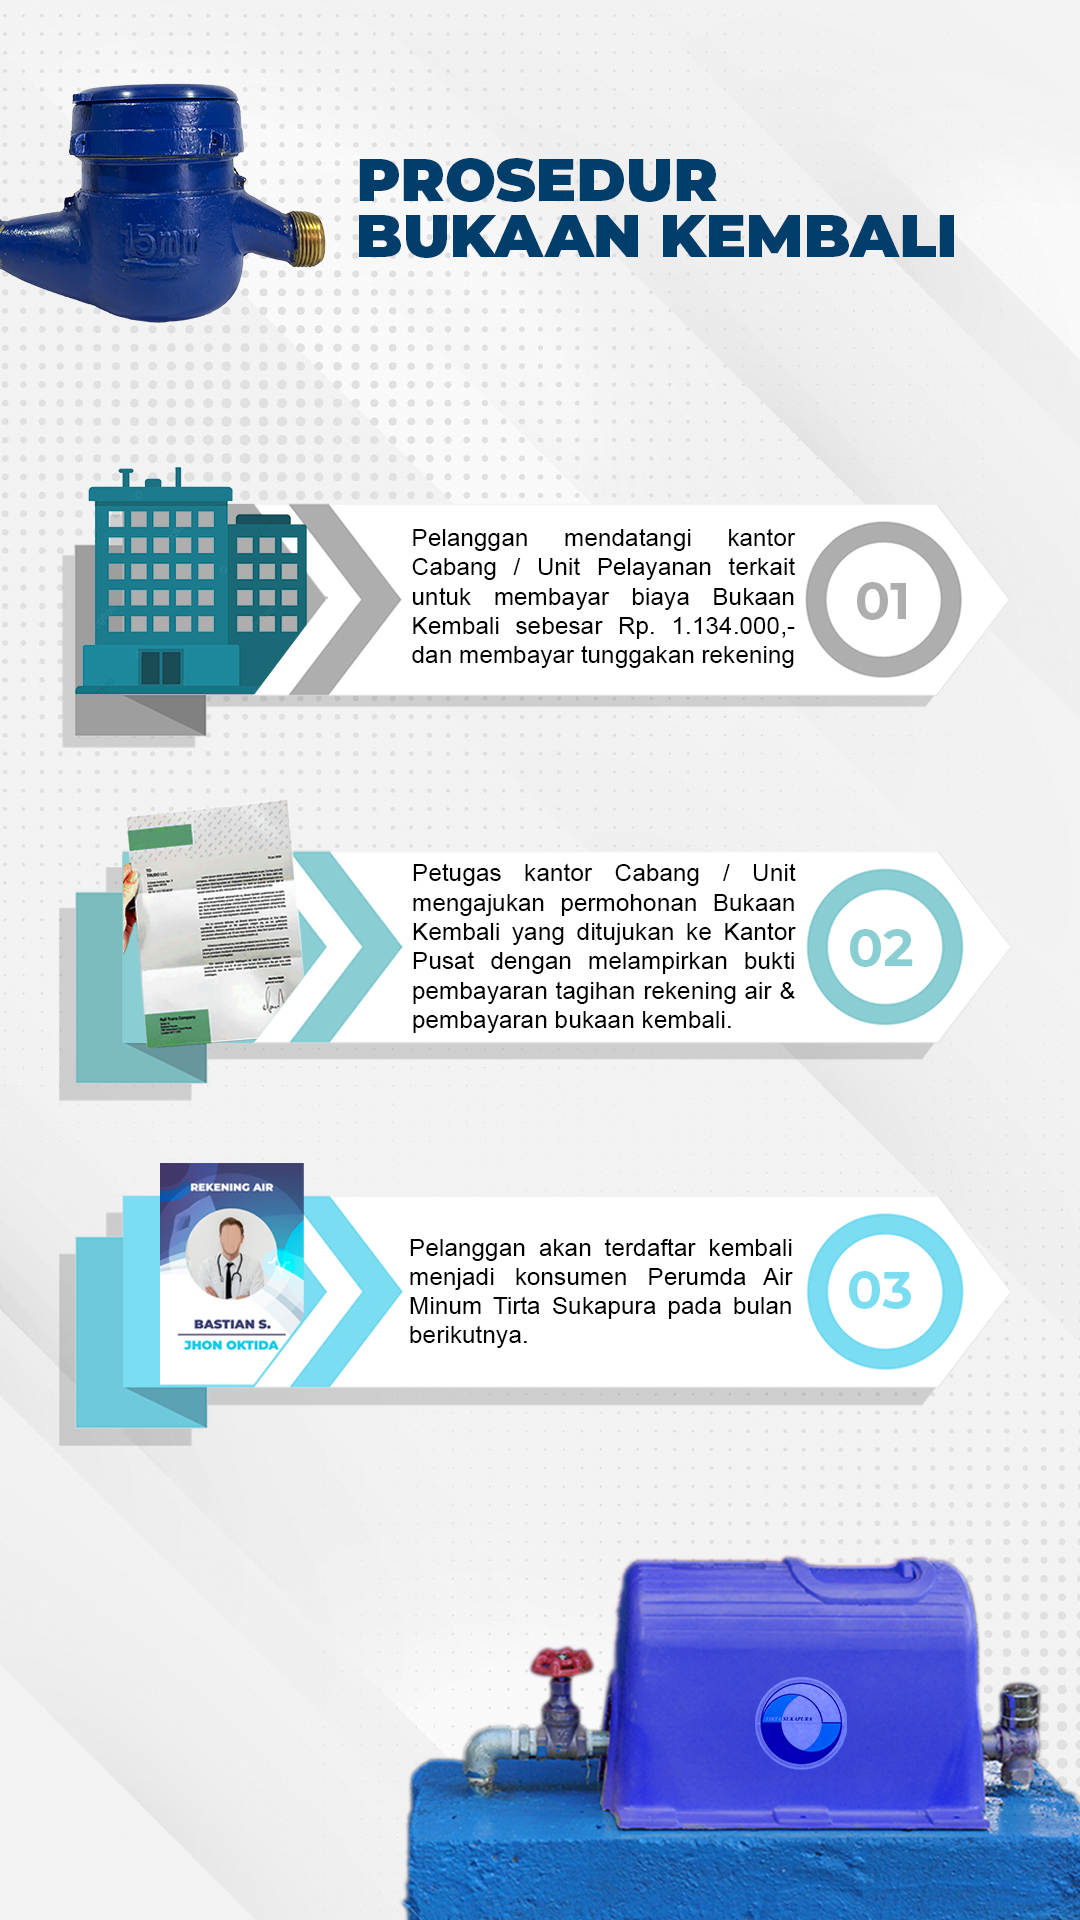 15mm
PROSEDUR
BUKAAN KEMBALI
Pelanggan mendatangi kantor
Cabang / Unit Pelayanan terkait
untuk membayar biaya Bukaan
Kembali sebesar Rp. 1.134.000,-
dan membayar tunggakan rekening
01
Petugas kantor Cabang / Unit
mengajukan permohonan Bukaan
Kembali yang ditujukan ke Kantor
Pusat dengan melampirkan bukti
pembayaran tagihan rekening air &
pembayaran bukaan kembali.
02
REKENING AIR
BASTIAN S.
JHON OKTIDA
Pelanggan akan terdaftar kembali
menjadi konsumen Perumda Air
Minum Tirta Sukapura pada bulan
berikutnya.
03
TIRTA SUKAPURA